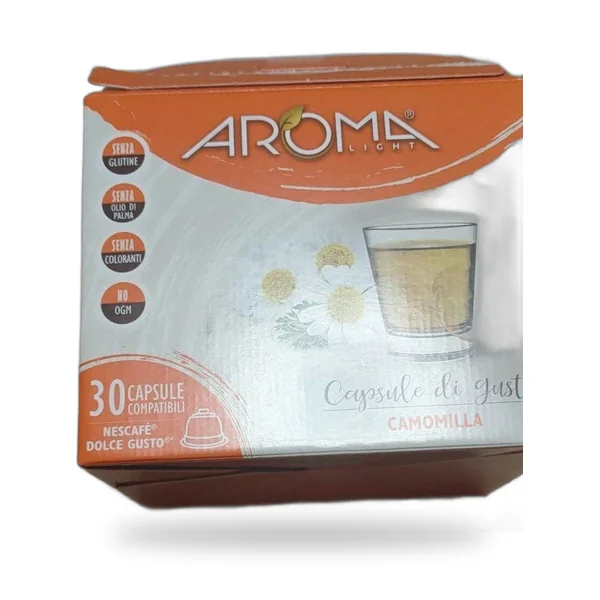 AROMA®
LIGHT
SENZA
GLUTINE
SENZA
OLIO DI
PALMA
SENZA
COLORANTI
NO
OGM
30 CAPSULE
COMPATIBILI
NESCAFÉ®
DOLCE GUSTO®*
Capsule di gust
CAMOMILLA